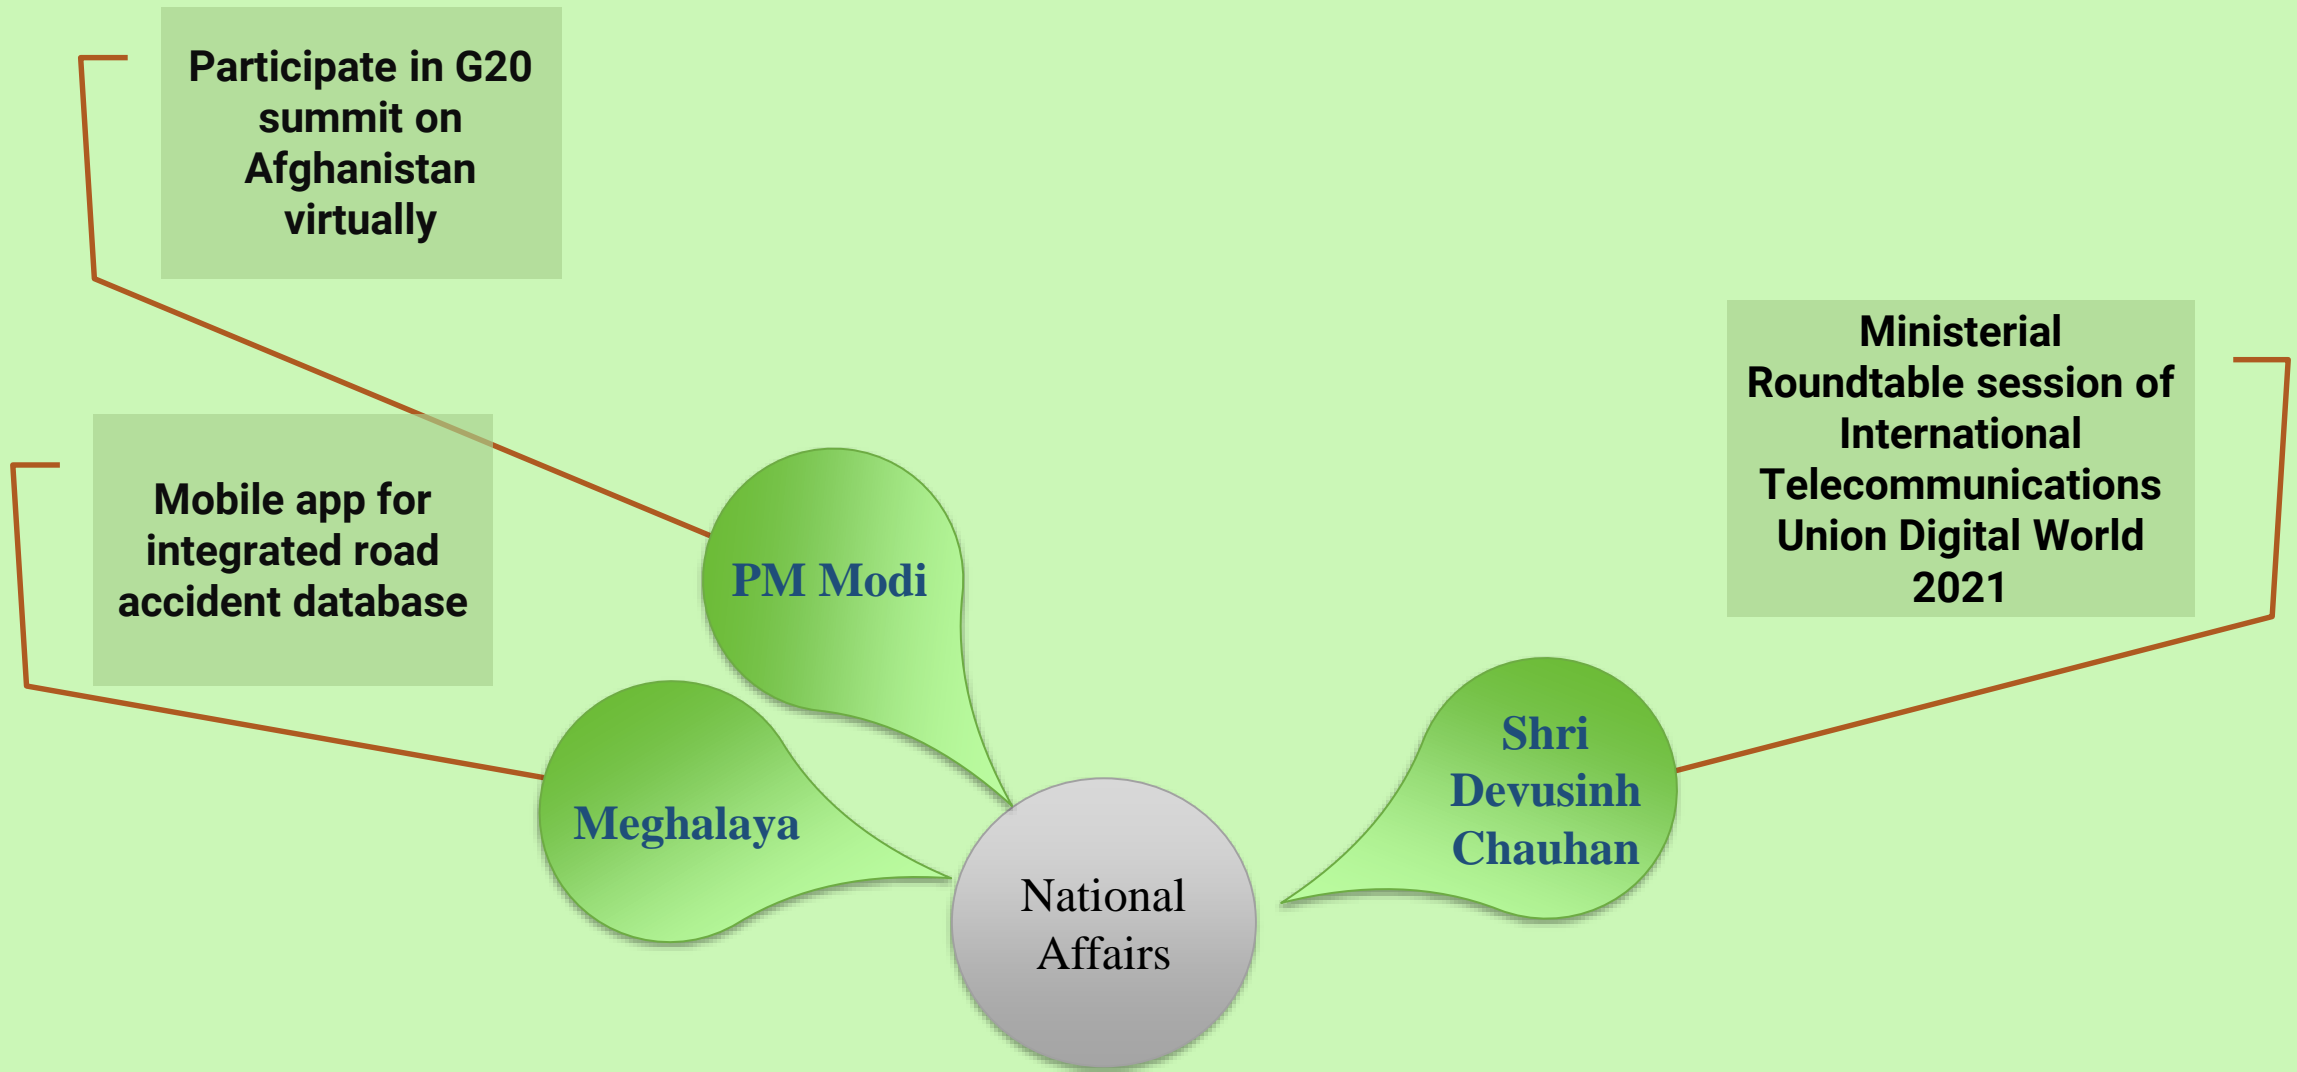 Participate in G20
summit on
Afghanistan
virtually
Mobile app for
integrated road
accident database
PM Modi
Meghalaya
National
Affairs
Ministerial
Roundtable session of
International
Telecommunications
Union Digital World
2021
Shri
Devusinh
Chauhan